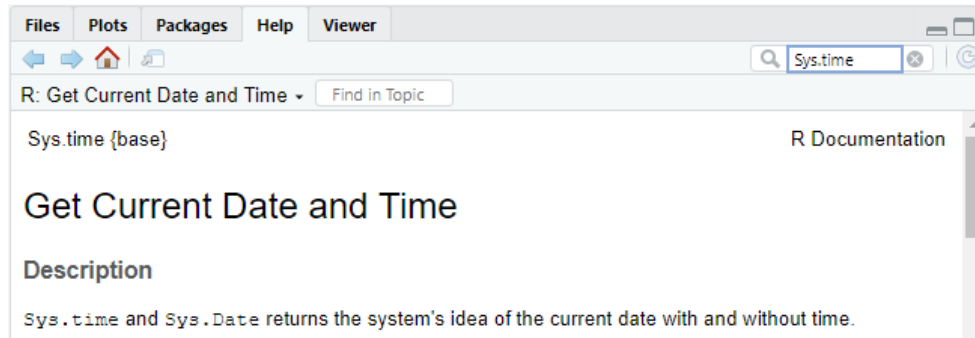 Files Plots Packages Help Viewer
Sys.time
R: Get Current Date and Time Find in Topic
Sys.time {base} R Documentation
Get Current Date and Time
Description
Sys.time and Sys.Date returns the system's idea of the current date with and without time.